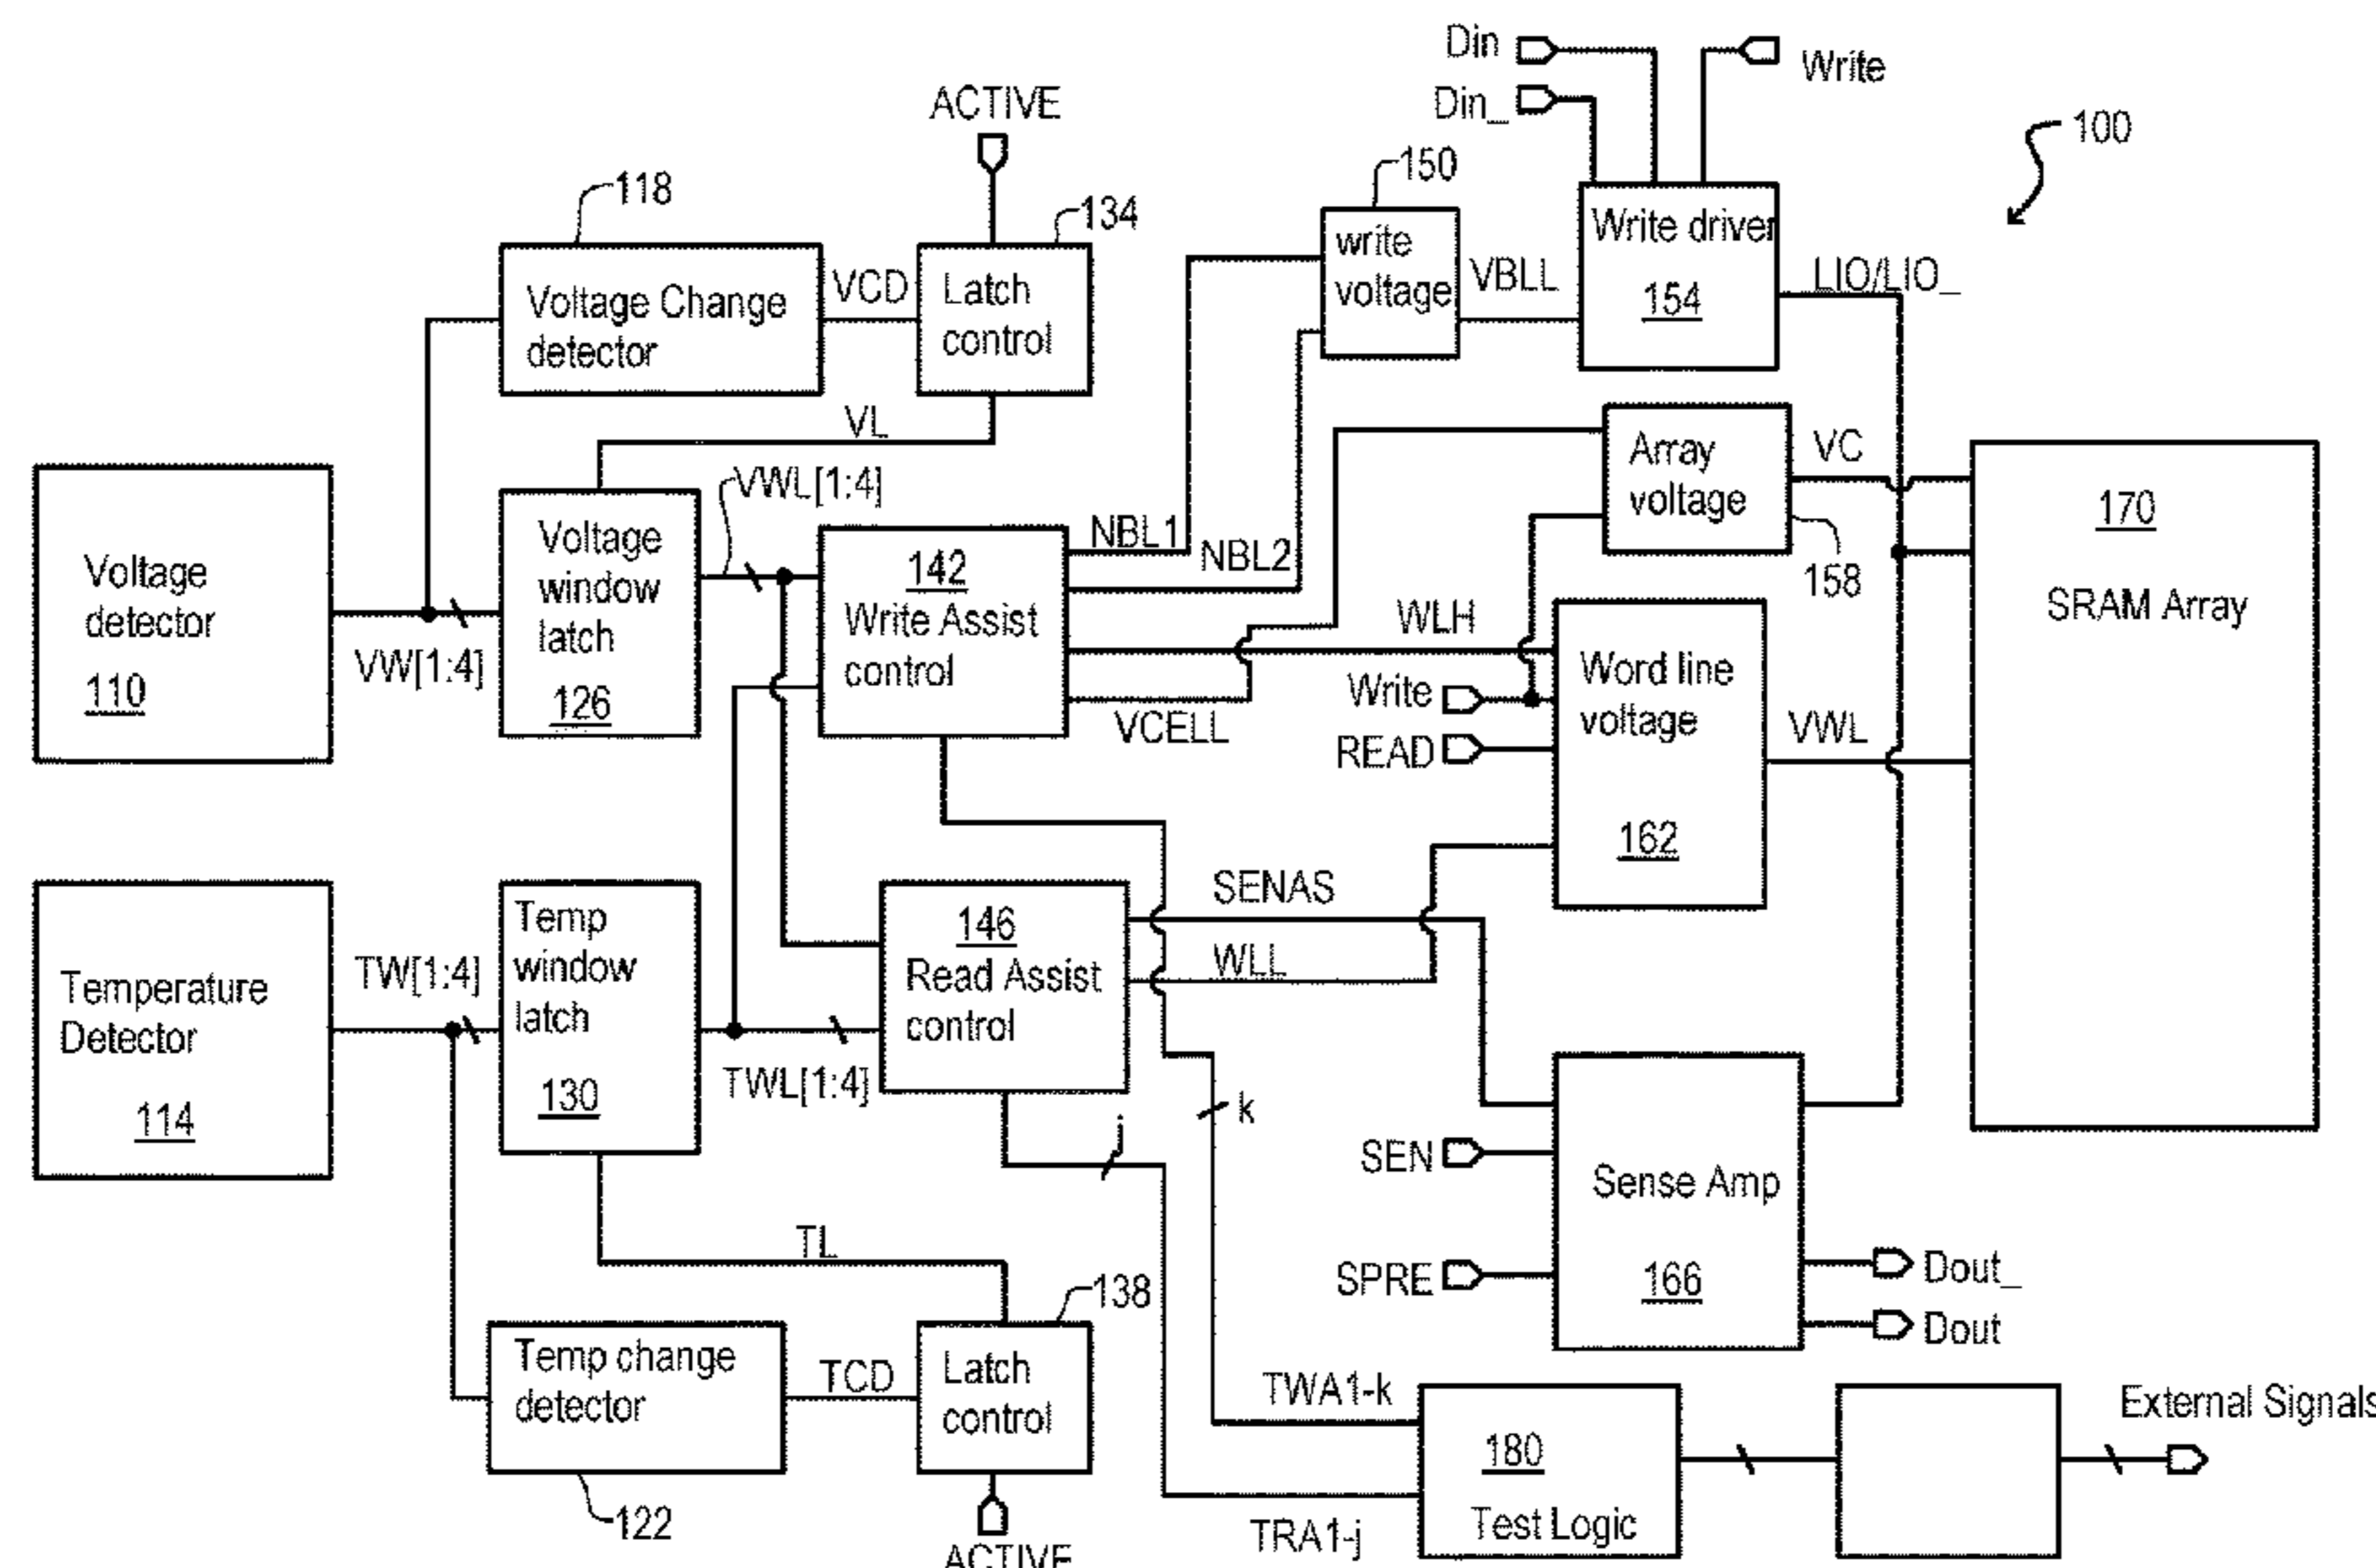 Din
Write
Din_
ACTIVE
100
150
118
134
Write driver
154
write
voltage
VBLL
LIO/LIO_
Voltage Change
detector
VCD
Latch
control
VL
VWL[1:4]
Array
voltage
VC
158
170
SRAM Array
Voltage
detector
110
VW[1:4]
Voltage
window
latch
126
142
Write Assist
control
NBL1
NBL2
WLH
VCELL
Write
READ
Word line
voltage
162
VWL
Temperature
Detector
114
TW[1:4]
Temp
window
latch
130
TWL[1:4]
146
Read Assist
control
SENAS
WLL
j
k
SEN
SPRE
Sense Amp
166
Dout_
Dout
TL
138
Temp change
detector
TCD
Latch
control
122
ACTIVE
TWA1-k
TRA1-j
180
Test Logic
External Signals